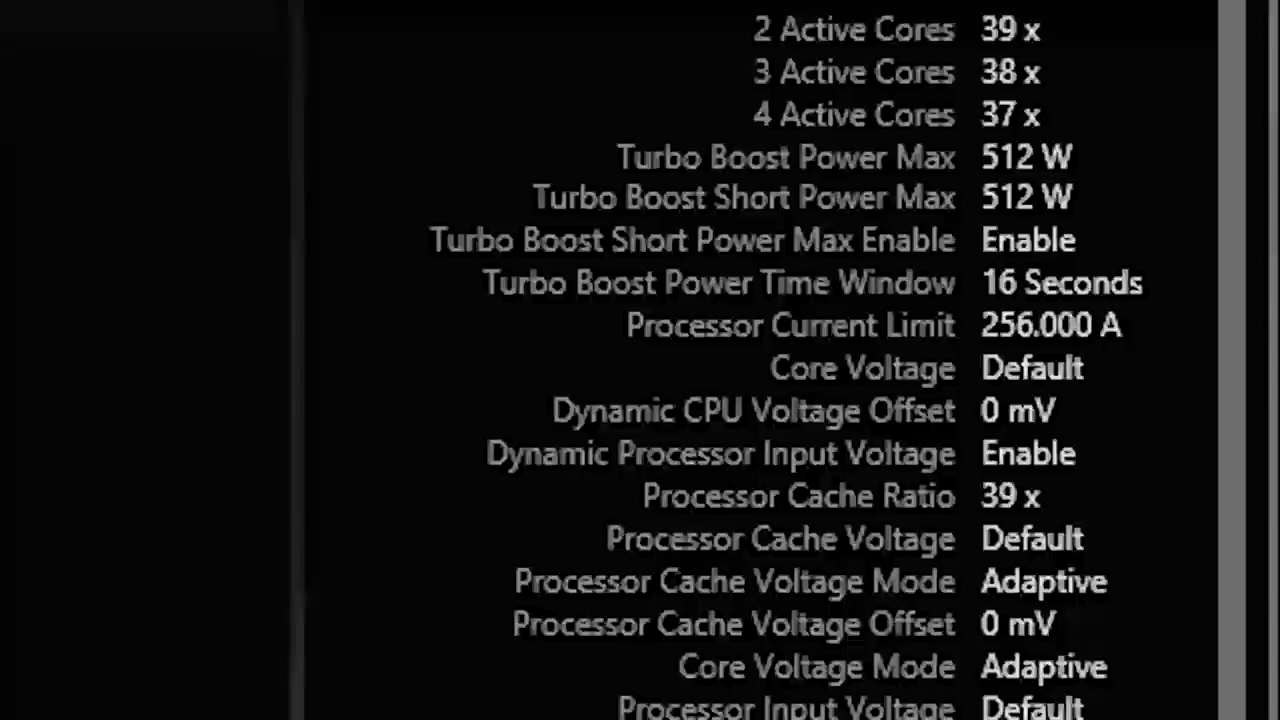 2 Active Cores 39 x
3 Active Cores 38 x
4 Active Cores 37 x
Turbo Boost Power Max 512 W
Turbo Boost Short Power Max 512 W
Turbo Boost Short Power Max Enable Enable
Turbo Boost Power Time Window 16 Seconds
Processor Current Limit 256.000 A
Core Voltage Default
Dynamic CPU Voltage Offset 0 mV
Dynamic Processor Input Voltage Enable
Processor Cache Ratio 39 x
Processor Cache Voltage Default
Processor Cache Voltage Mode Adaptive
Processor Cache Voltage Offset 0 mV
Core Voltage Mode Adaptive
Processor Input Voltage Default